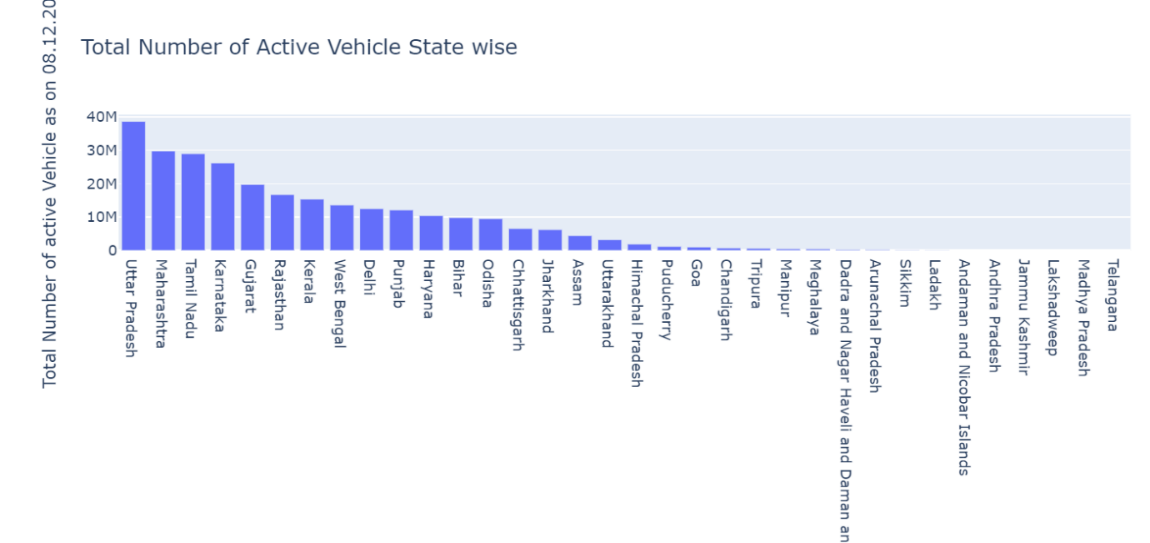 Total Number of Active Vehicle State wise
Total Number of active Vehicle as on 08.12.20
40M
30M
20M
10M
0
Uttar Pradesh
Maharashtra
Tamil Nadu
Karnataka
Gujarat
Rajasthan
Kerala
West Bengal
Delhi
Punjab
Haryana
Bihar
Odisha
Chhattisgarh
Jharkhand
Assam
Uttarakhand
Himachal Pradesh
Puducherry
Goa
Chandigarh
Tripura
Manipur
Meghalaya
Dadra and Nagar Haveli and Daman an
Arunachal Pradesh
Sikkim
Ladakh
Andaman and Nicobar Islands
Andhra Pradesh
Jammu Kashmir
Lakshadweep
Madhya Pradesh
Telangana